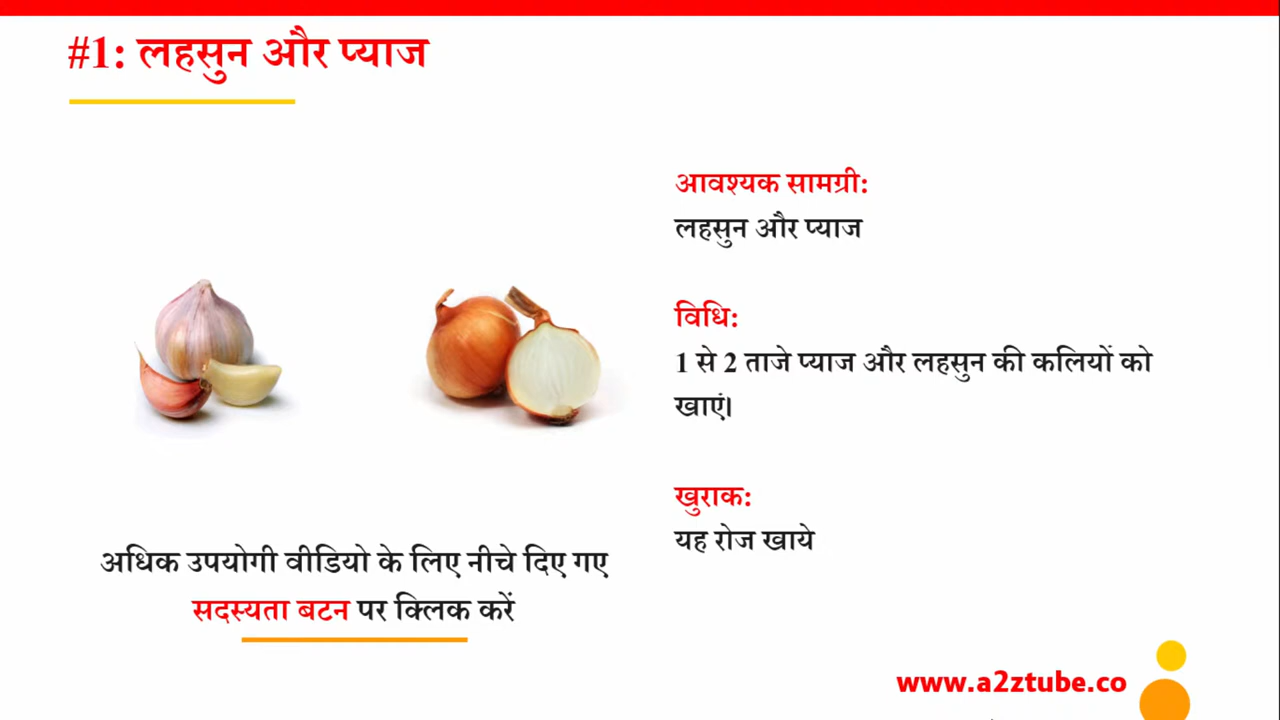 #1: लहसुन और प्याज
आवश्यक सामग्री:
लहसुन और प्याज
विधि:
1 से 2 ताजे प्याज और लहसुन की कलियों को
खाएं।
खुराक:
यह रोज खाये
अधिक उपयोगी वीडियो के लिए नीचे दिए गए
सदस्यता बटन पर क्लिक करें
www.a2ztube.co